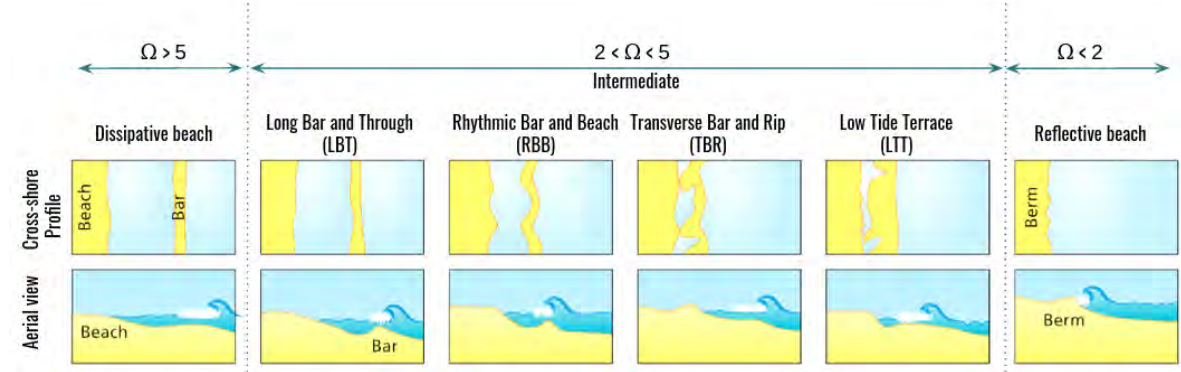 Ω > 5
2 < Ω < 5
Ω < 2
Intermediate
Dissipative beach
Long Bar and Through
(LBT)
Rhythmic Bar and Beach
(RBB)
Transverse Bar and Rip
(TBR)
Low Tide Terrace
(LTT)
Reflective beach
Cross-shore
Profile
Beach
Bar
Berm
Aerial view
Beach
Bar
Berm